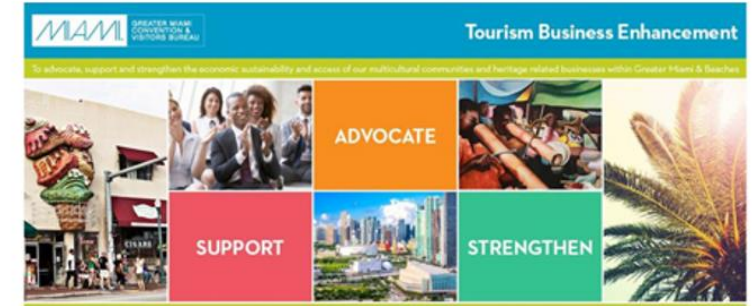 MIAMI
GREATER MIAMI
CONVENTION &
VISITORS BUREAU
Tourism Business Enhancement
To advocate, support and strengthen the economic sustainability and access of our multicultural communities and heritage related businesses within Greater Miami & Beaches
ADVOCATE
SUPPORT
STRENGTHEN
CIGARS